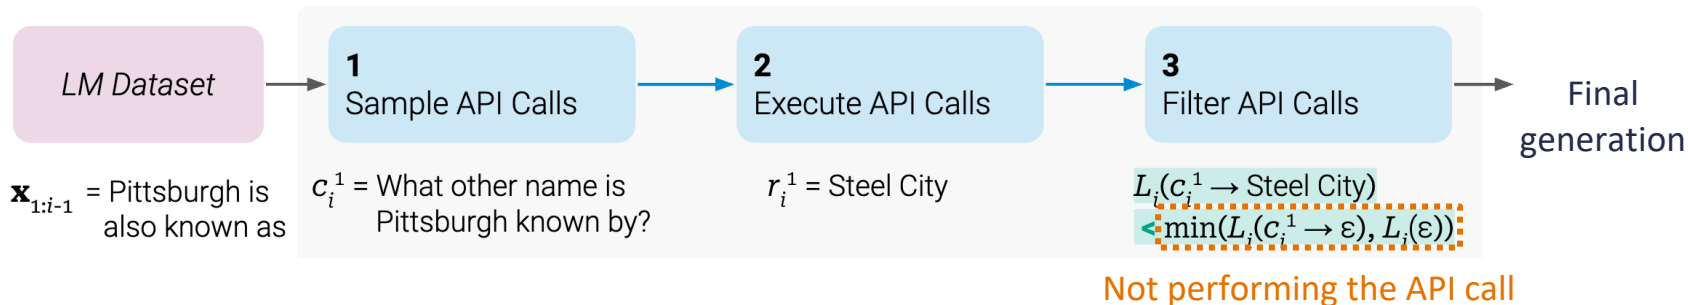 LM Dataset
1
Sample API Calls
2
Execute API Calls
3
Filter API Calls
Final
generation
x₁:ᵢ₋₁ = Pittsburgh is
also known as
cᵢ¹ = What other name is
Pittsburgh known by?
rᵢ¹ = Steel City
Lᵢ(cᵢ¹ → Steel City)
< min(Lᵢ(cᵢ¹ → ε), Lᵢ(ε))
Not performing the API call